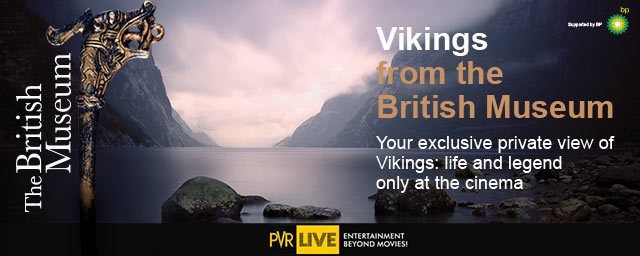 The British
Museum
bp
Supported by BP
Vikings
from the
British Museum
Your exclusive private view of
Vikings: life and legend
only at the cinema
PVR LIVE ENTERTAINMENT
BEYOND MOVIES!